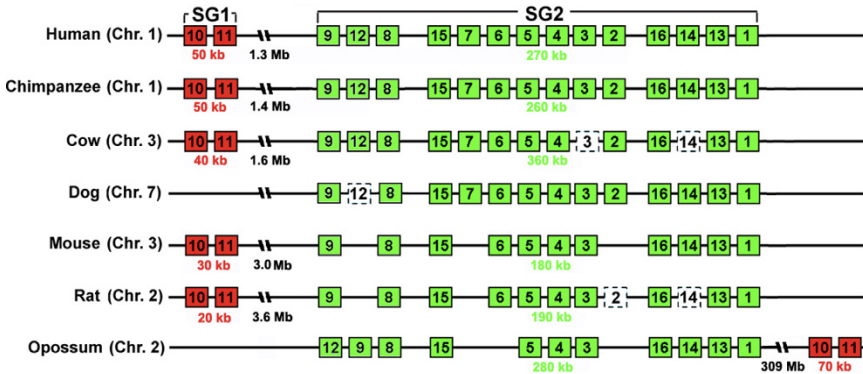 SG1 SG2
Human (Chr. 1) 10 11 9 12 8 15 7 6 5 4 3 2 16 14 13 1
50 kb 1.3 Mb 270 kb
Chimpanzee (Chr. 1) 10 11 9 12 8 15 7 6 5 4 3 2 16 14 13 1
50 kb 1.4 Mb 260 kb
Cow (Chr. 3) 10 11 9 12 8 15 7 6 5 4 3 2 16 14 13 1
40 kb 1.6 Mb 360 kb
Dog (Chr. 7) 9 12 8 15 7 6 5 4 3 2 16 14 13 1
Mouse (Chr. 3) 10 11 9 8 15 6 5 4 3 16 14 13 1
30 kb 3.0 Mb 180 kb
Rat (Chr. 2) 10 11 9 8 15 6 5 4 3 2 16 14 13 1
20 kb 3.6 Mb 190 kb
Opossum (Chr. 2) 12 9 8 15 5 4 3 16 14 13 1 10 11
280 kb 309 Mb 70 kb